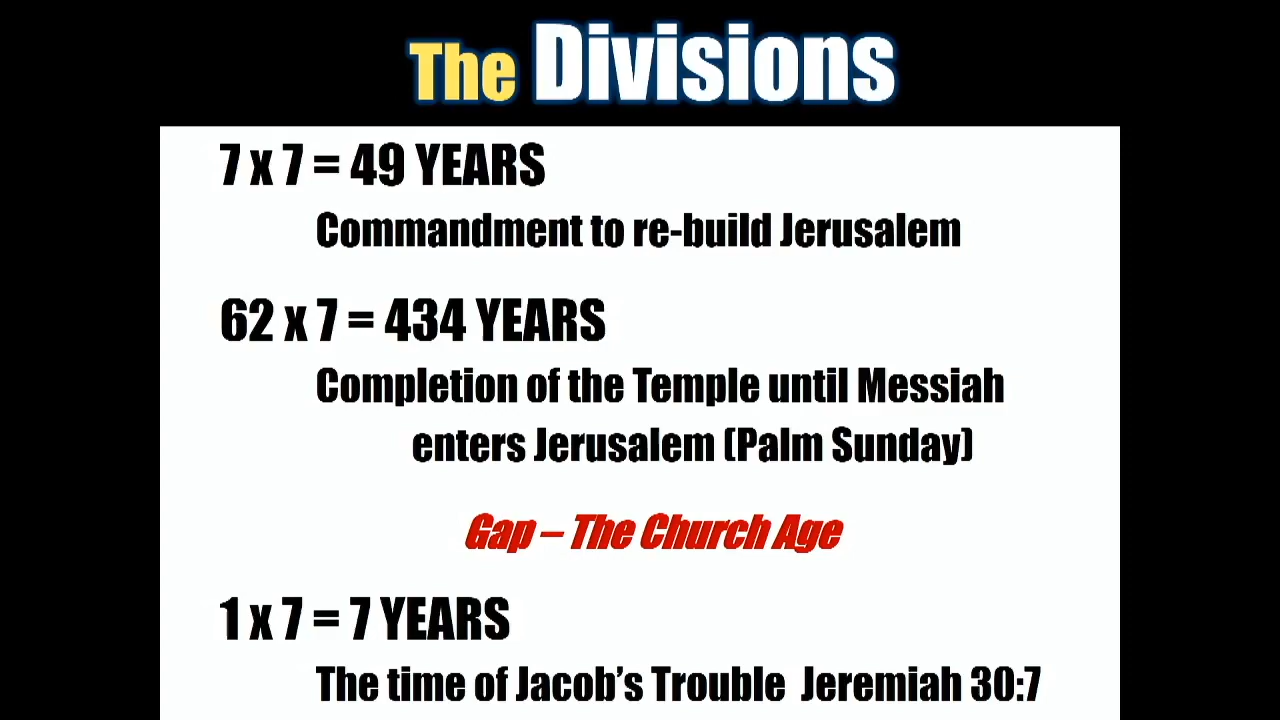 The Divisions
7 x 7 = 49 YEARS
Commandment to re-build Jerusalem
62 x 7 = 434 YEARS
Completion of the Temple until Messiah
enters Jerusalem (Palm Sunday)
Gap – The Church Age
1 x 7 = 7 YEARS
The time of Jacob’s Trouble Jeremiah 30:7